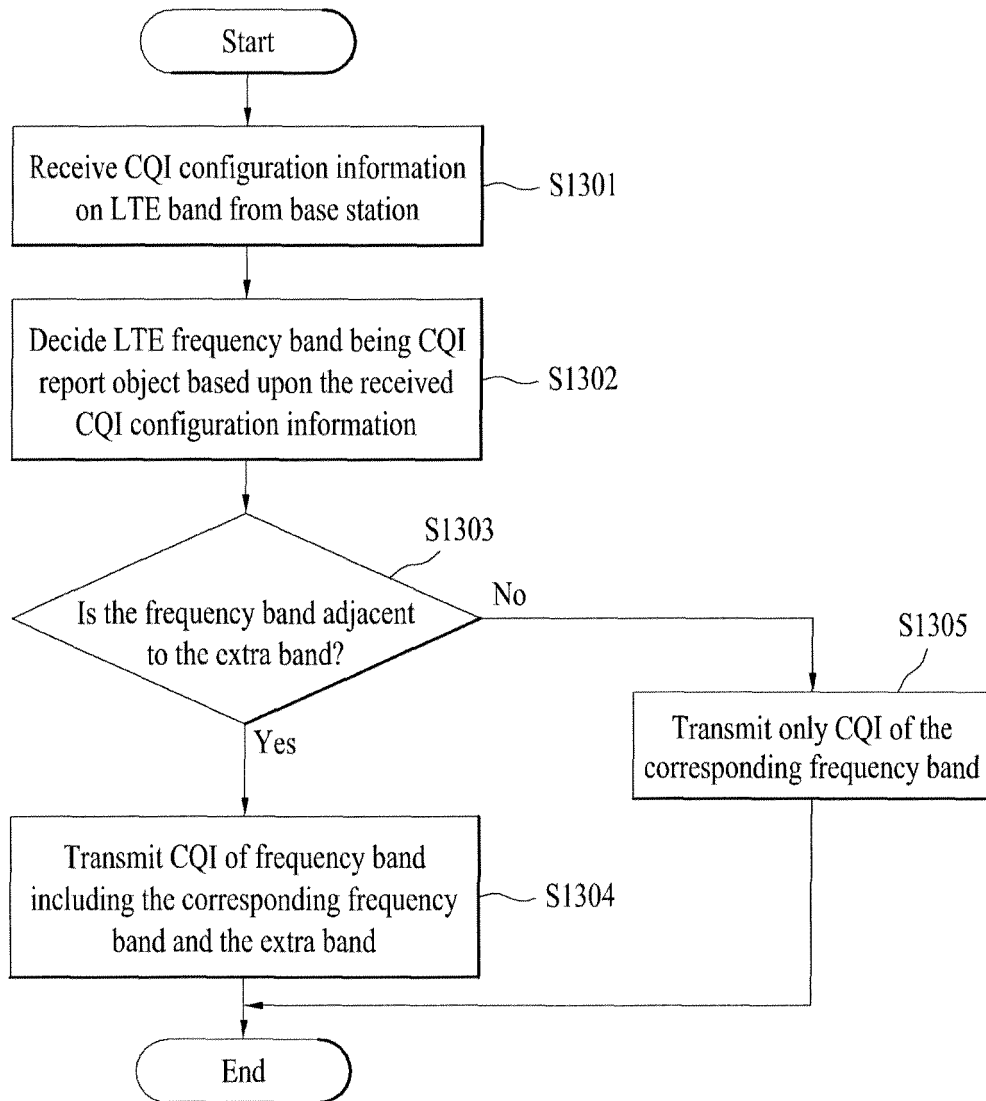 Start
Receive CQI configuration information
on LTE band from base station
S1301
Decide LTE frequency band being CQI
report object based upon the received
CQI configuration information
S1302
S1303
Is the frequency band adjacent
to the extra band?
No
Yes
S1305
Transmit only CQI of the
corresponding frequency band
Transmit CQI of frequency band
including the corresponding frequency
band and the extra band
S1304
End